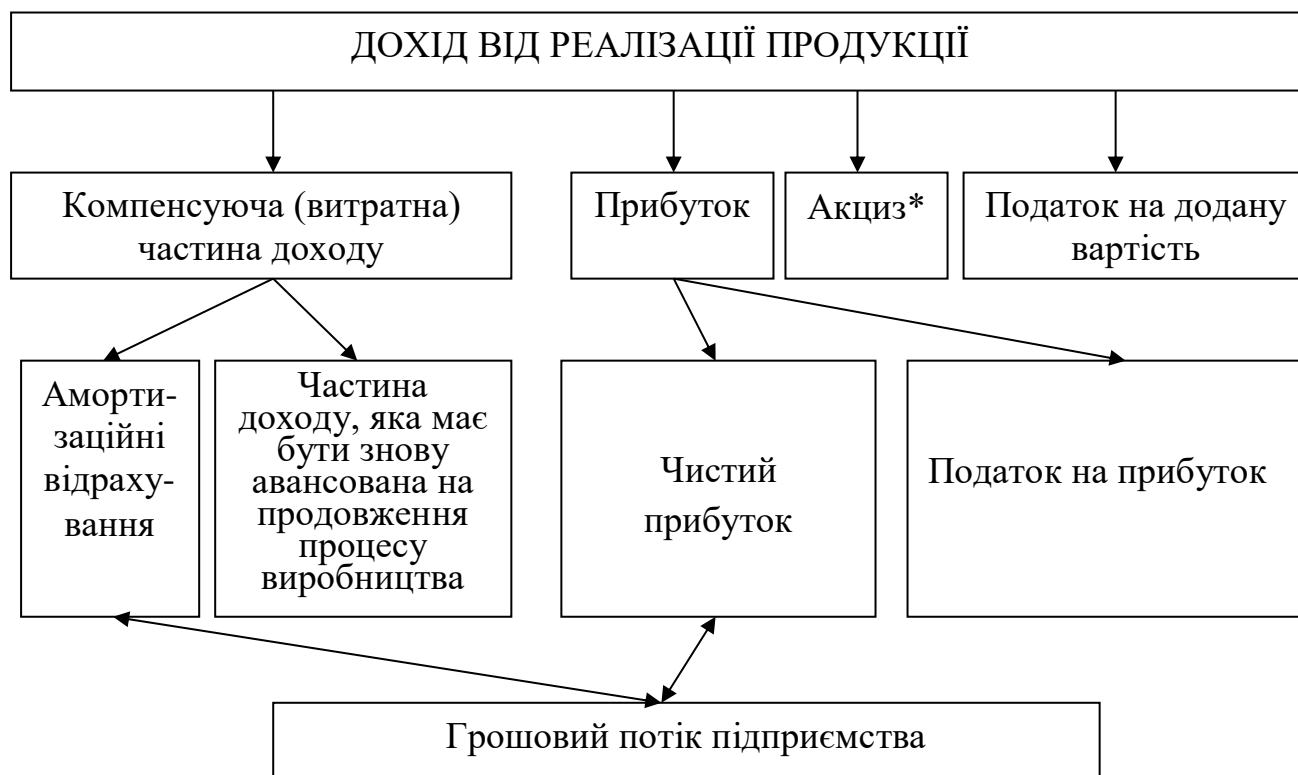 ДОХІД ВІД РЕАЛІЗАЦІЇ ПРОДУКЦІЇ
Компенсуюча (витратна)
частина доходу
Прибуток
Акциз*
Податок на додану
вартість
Аморти-
заційні
відраху-
вання
Частина
доходу, яка має
бути знову
авансована на
продовження
процесу
виробництва
Чистий
прибуток
Податок на прибуток
Грошовий потік підприємства